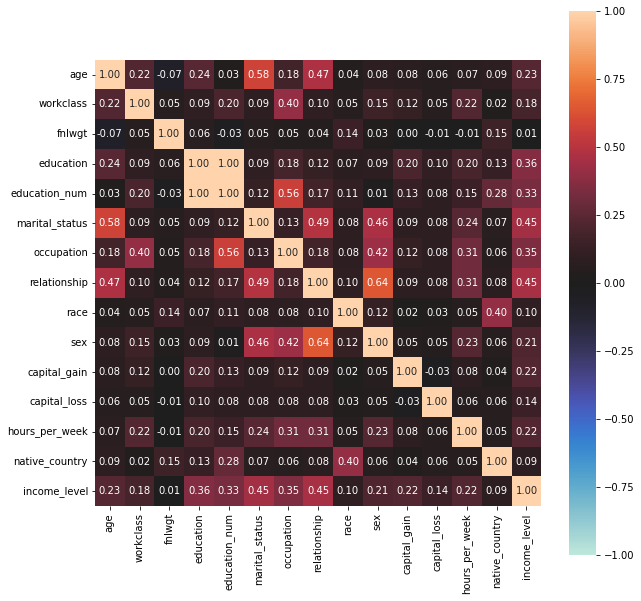 1.00
age 1.00 0.22 -0.07 0.24 0.03 0.58 0.18 0.47 0.04 0.08 0.08 0.06 0.07 0.09 0.23
workclass 0.22 1.00 0.05 0.09 0.20 0.09 0.40 0.10 0.05 0.15 0.12 0.05 0.22 0.02 0.18
0.75
fnlwgt -0.07 0.05 1.00 0.06 -0.03 0.05 0.05 0.04 0.14 0.03 0.00 -0.01 -0.01 0.15 0.01
education 0.24 0.09 0.06 1.00 1.00 0.09 0.18 0.12 0.07 0.09 0.20 0.10 0.20 0.13 0.36
0.50
education_num 0.03 0.20 -0.03 1.00 1.00 0.12 0.56 0.17 0.11 0.01 0.13 0.08 0.15 0.28 0.33
marital_status 0.58 0.09 0.05 0.09 0.12 1.00 0.13 0.49 0.08 0.46 0.09 0.08 0.24 0.07 0.45
0.25
occupation 0.18 0.40 0.05 0.18 0.56 0.13 1.00 0.18 0.08 0.42 0.12 0.08 0.31 0.06 0.35
relationship 0.47 0.10 0.04 0.12 0.17 0.49 0.18 1.00 0.10 0.64 0.09 0.08 0.31 0.08 0.45
0.00
race 0.04 0.05 0.14 0.07 0.11 0.08 0.08 0.10 1.00 0.12 0.02 0.03 0.05 0.40 0.10
sex 0.08 0.15 0.03 0.09 0.01 0.46 0.42 0.64 0.12 1.00 0.05 0.05 0.23 0.06 0.21
-0.25
capital_gain 0.08 0.12 0.00 0.20 0.13 0.09 0.12 0.09 0.02 0.05 1.00 -0.03 0.08 0.04 0.22
capital_loss 0.06 0.05 -0.01 0.10 0.08 0.08 0.08 0.08 0.03 0.05 -0.03 1.00 0.06 0.06 0.14
-0.50
hours_per_week 0.07 0.22 -0.01 0.20 0.15 0.24 0.31 0.31 0.05 0.23 0.08 0.06 1.00 0.05 0.22
native_country 0.09 0.02 0.15 0.13 0.28 0.07 0.06 0.08 0.40 0.06 0.04 0.06 0.05 1.00 0.09
-0.75
income_level 0.23 0.18 0.01 0.36 0.33 0.45 0.35 0.45 0.10 0.21 0.22 0.14 0.22 0.09 1.00
-1.00
age workclass fnlwgt education education_num marital_status occupation relationship race sex capital_gain capital_loss hours_per_week native_country income_level